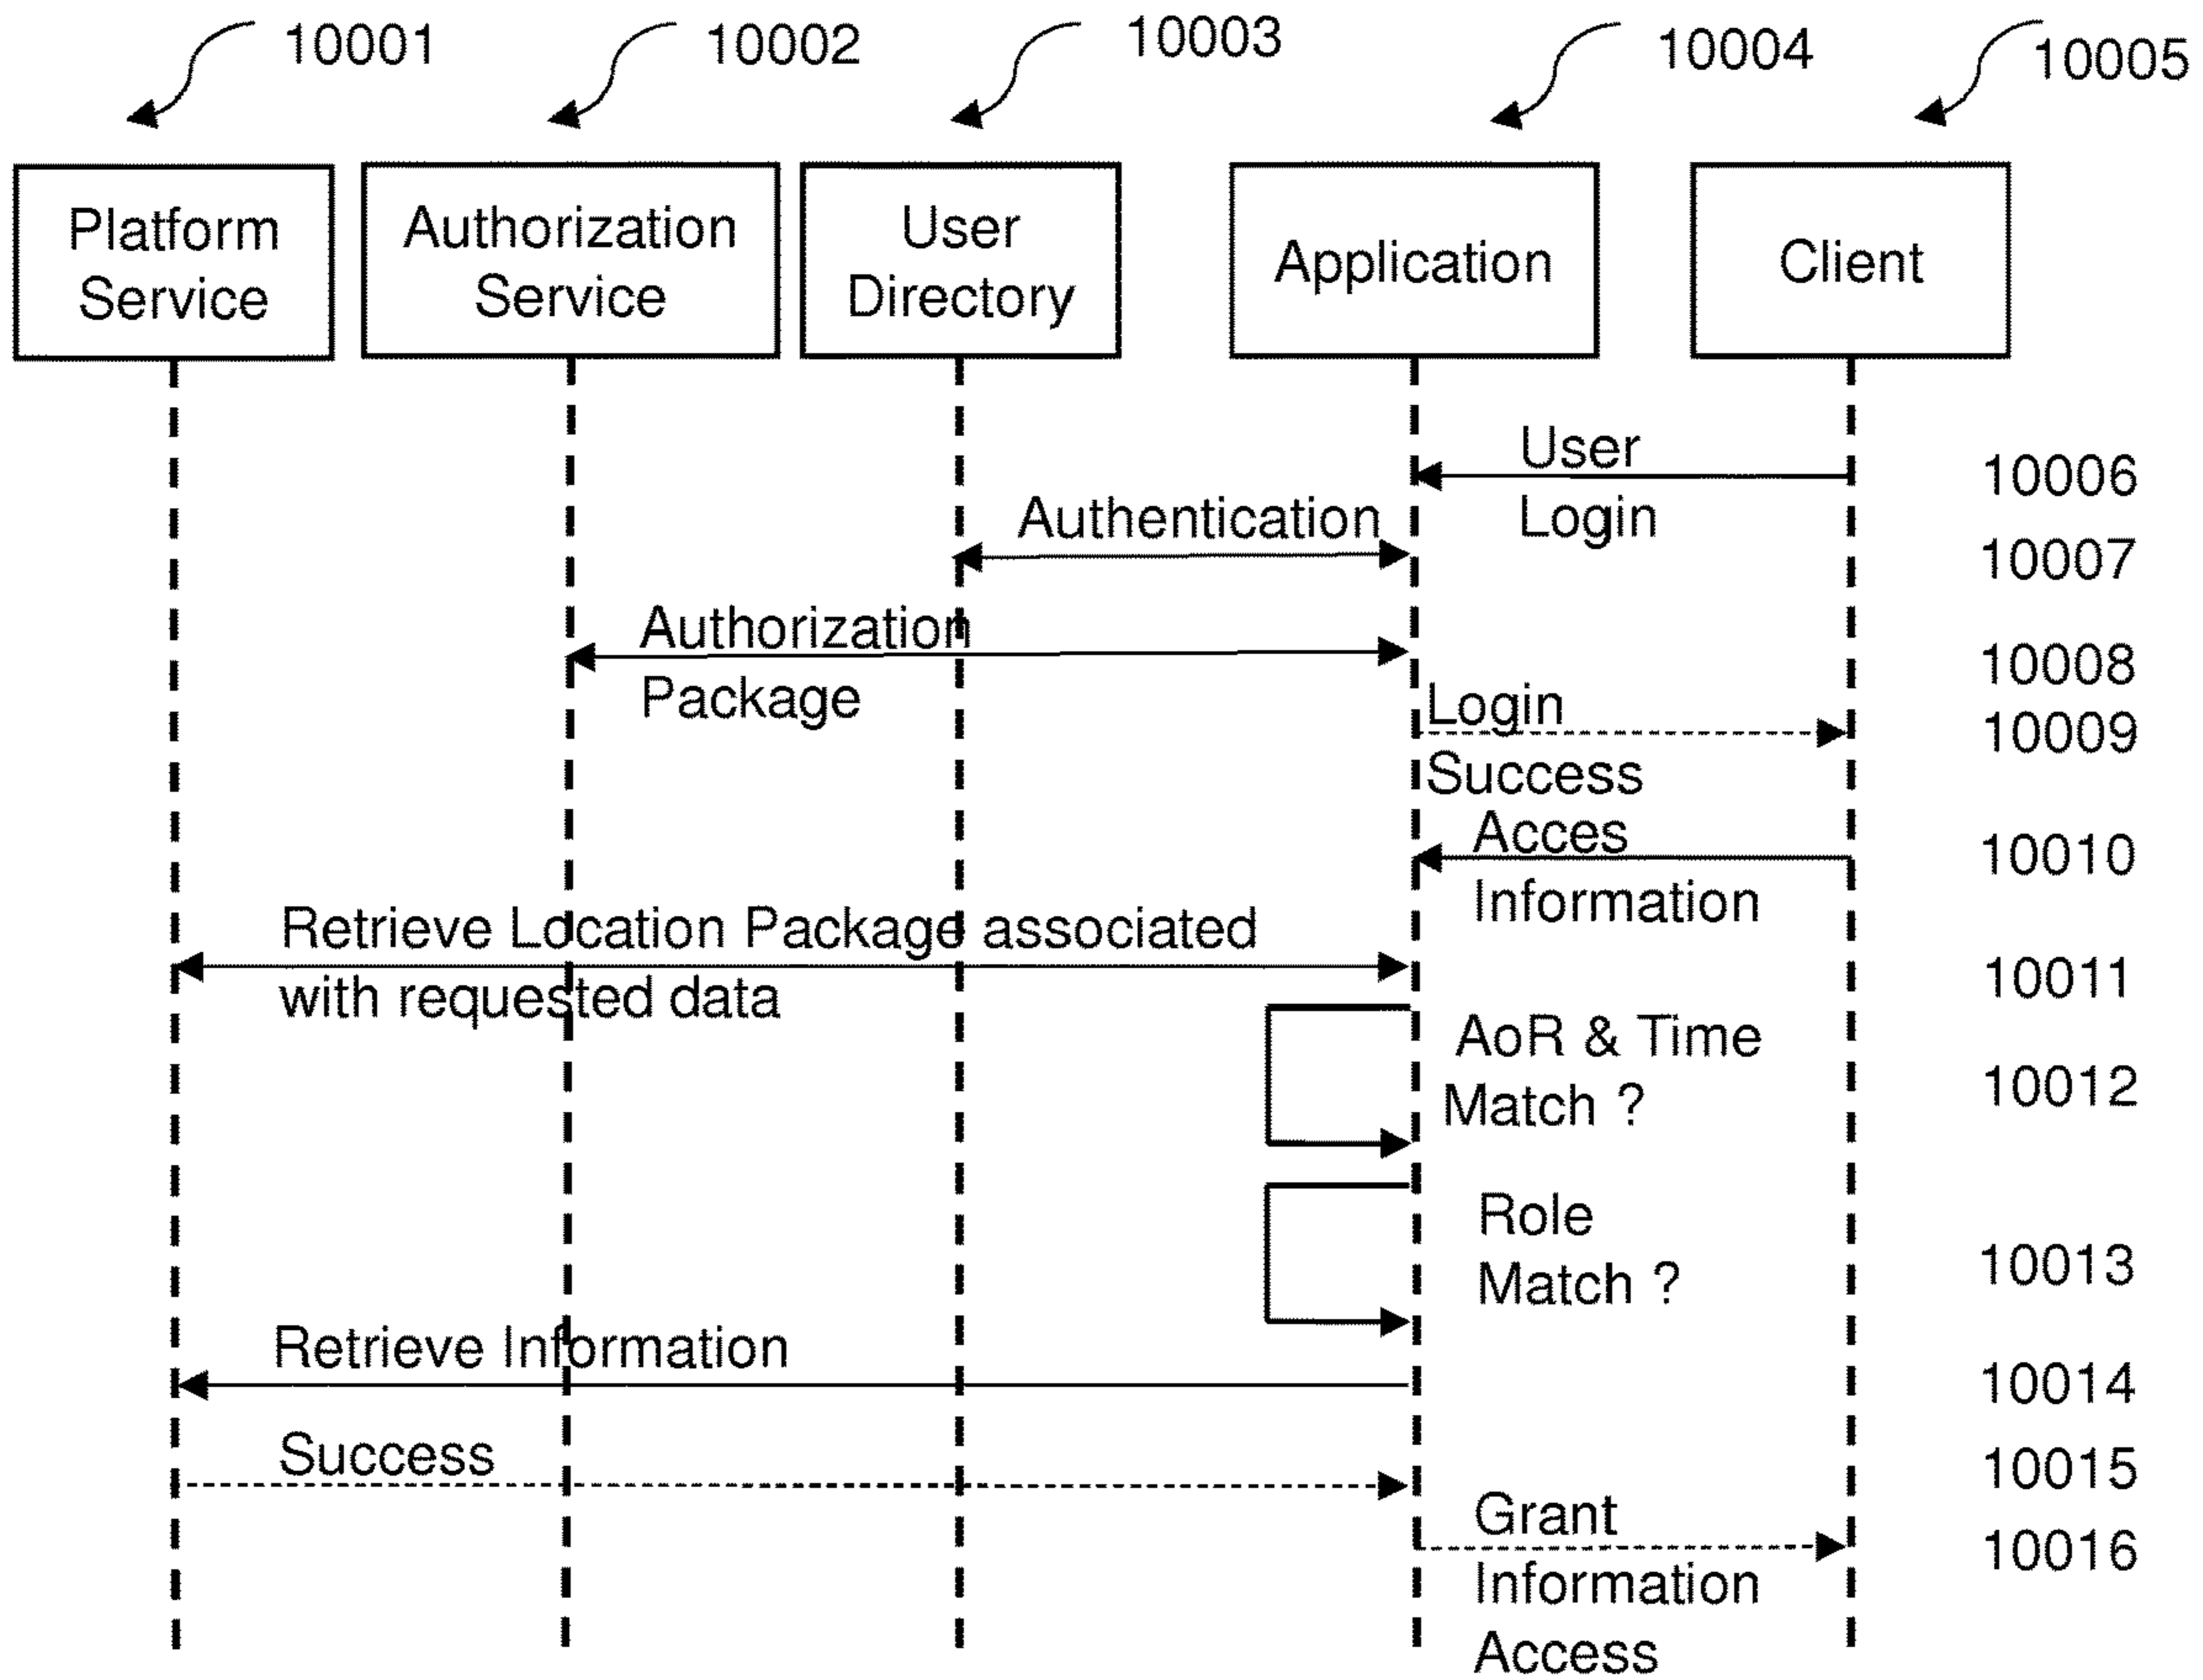 10001
10002
10003
10004
10005
Platform
Service
Authorization
Service
User
Directory
Application
Client
User
Login
10006
Authentication
10007
Authorization
Package
10008
Login
Success
10009
Acces
Information
10010
Retrieve Location Package associated
with requested data
10011
AoR & Time
Match ?
10012
Role
Match ?
10013
Retrieve Information
10014
Success
10015
Grant
Information
Access
10016